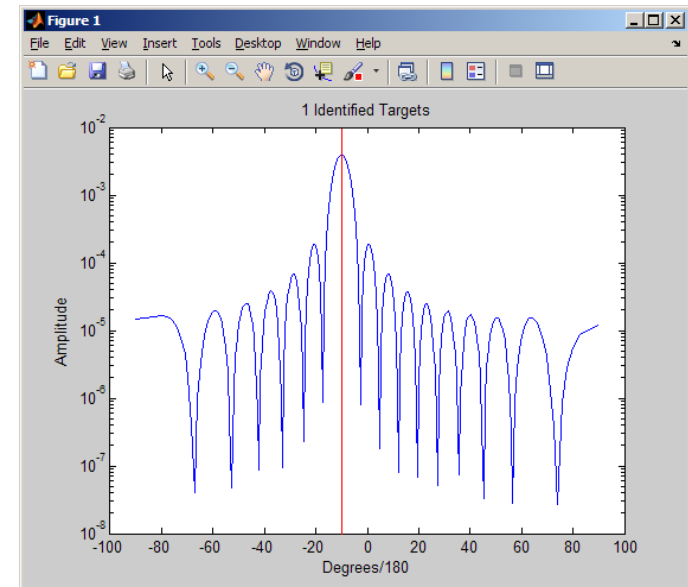 Figure 1
File Edit View Insert Tools Desktop Window Help
1 Identified Targets
10^-2
10^-3
10^-4
10^-5
10^-6
10^-7
10^-8
Amplitude
-100 -80 -60 -40 -20 0 20 40 60 80 100
Degrees/180